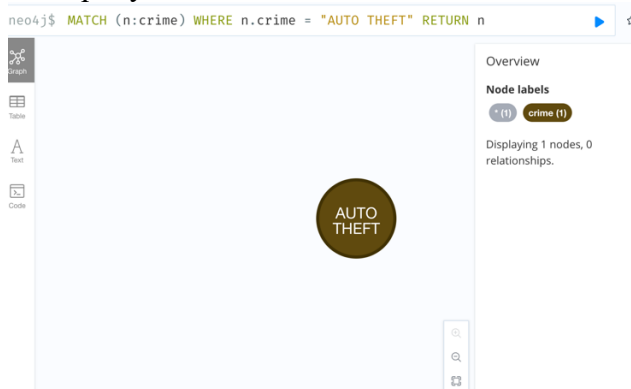 neo4j$ MATCH (n:crime) WHERE n.crime = "AUTO THEFT" RETURN n
Graph
Table
Text
Code
AUTO
THEFT
Overview
Node labels
* (1) crime (1)
Displaying 1 nodes, 0
relationships.